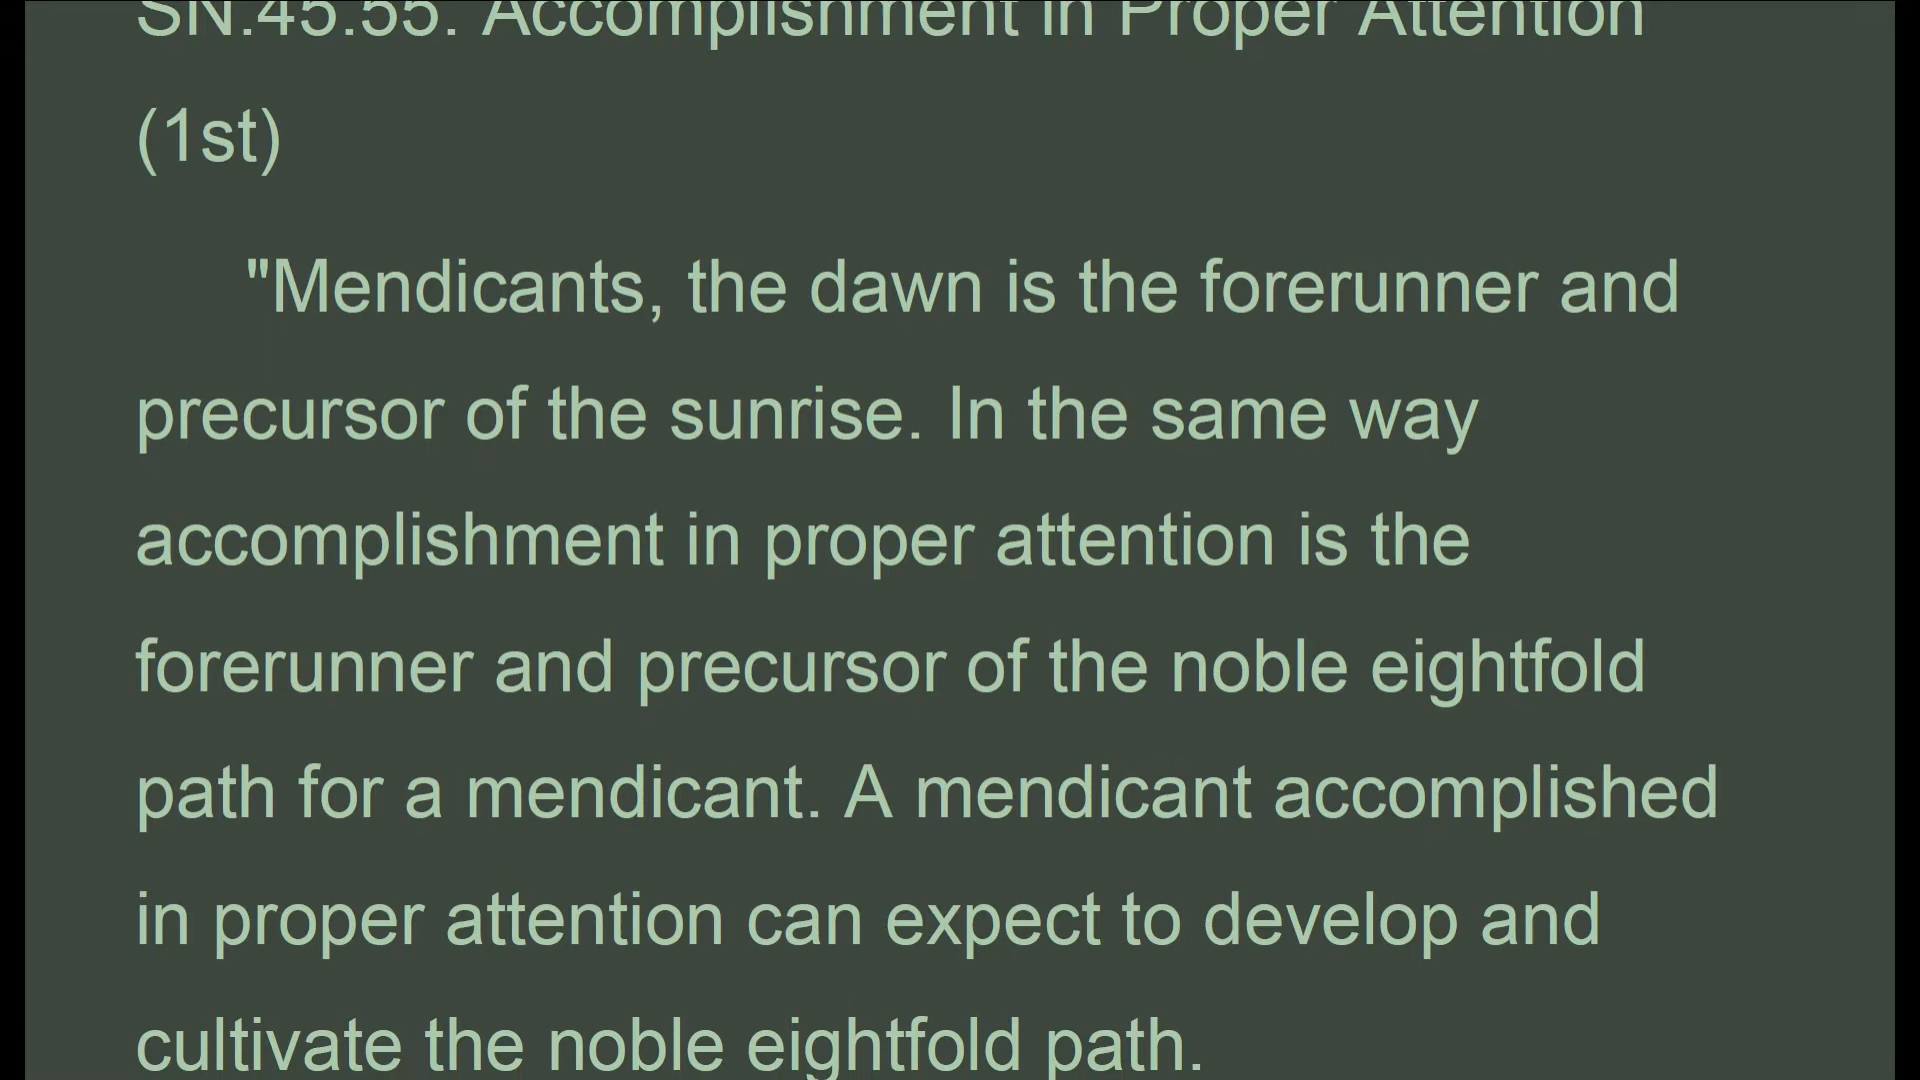 SN.45.55. Accomplishment in Proper Attention
(1st)
"Mendicants, the dawn is the forerunner and
precursor of the sunrise. In the same way
accomplishment in proper attention is the
forerunner and precursor of the noble eightfold
path for a mendicant. A mendicant accomplished
in proper attention can expect to develop and
cultivate the noble eightfold path.